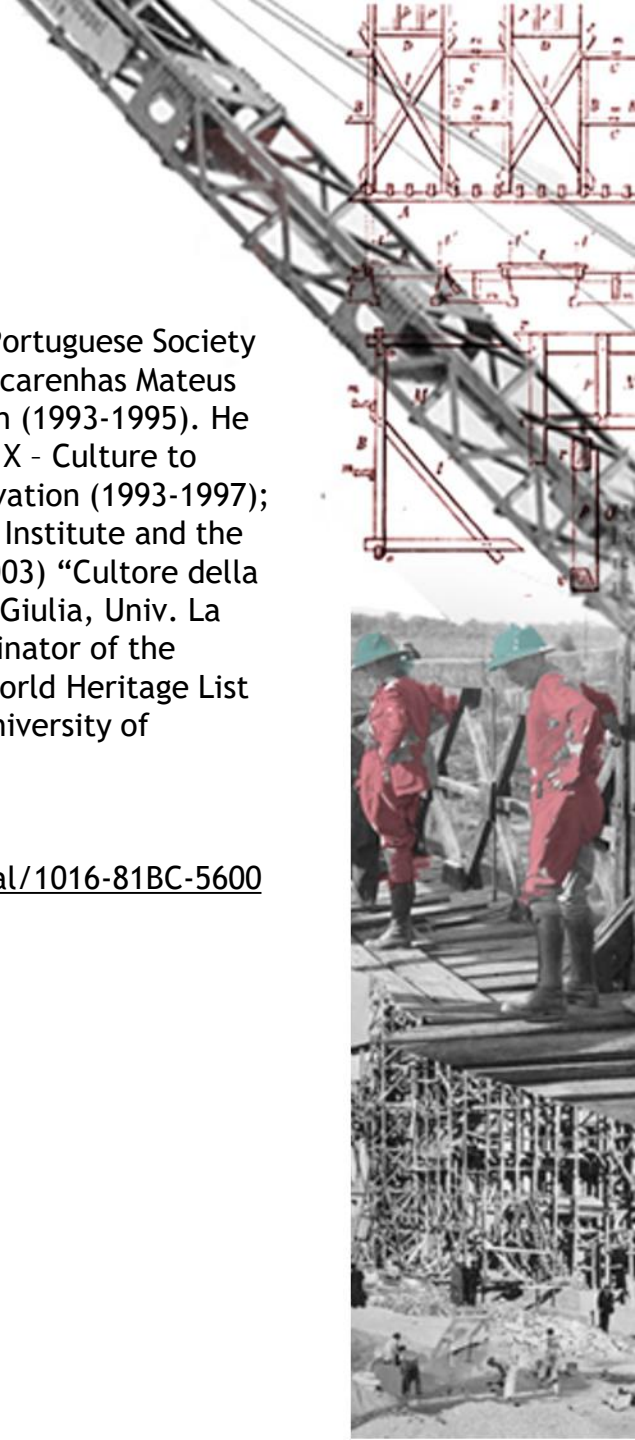 Portuguese Society
carenhas Mateus
n (1993-1995). He
X – Culture to
vation (1993-1997);
Institute and the
003) “Cultore della
Giulia, Univ. La
inator of the
orld Heritage List
niversity of
al/1016-81BC-5600